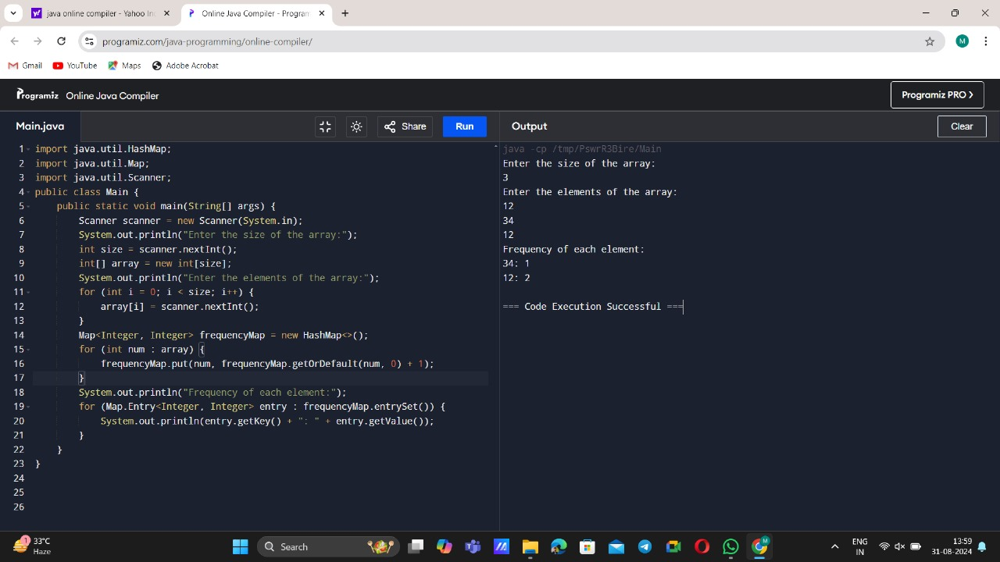 java online compiler - Yahoo In
Online Java Compiler - Program
programiz.com/java-programming/online-compiler/
M
Gmail
YouTube
Maps
Adobe Acrobat
Programiz
Online Java Compiler
Programiz PRO >
Main.java
Share
Run
Output
Clear
1 import java.util.HashMap;
2 import java.util.Map;
3 import java.util.Scanner;
4 public class Main {
5 public static void main(String[] args) {
6 Scanner scanner = new Scanner(System.in);
7 System.out.println("Enter the size of the array:");
8 int size = scanner.nextInt();
9 int[] array = new int[size];
10 System.out.println("Enter the elements of the array:");
11 for (int i = 0; i < size; i++) {
12 array[i] = scanner.nextInt();
13 }
14 Map<Integer, Integer> frequencyMap = new HashMap<>();
15 for (int num : array) {
16 frequencyMap.put(num, frequencyMap.getOrDefault(num, 0) + 1);
17 }
18 System.out.println("Frequency of each element:");
19 for (Map.Entry<Integer, Integer> entry : frequencyMap.entrySet()) {
20 System.out.println(entry.getKey() + ": " + entry.getValue());
21 }
22 }
23 }
24
25
26
java -cp /tmp/PswrR3Bire/Main
Enter the size of the array:
3
Enter the elements of the array:
12
34
12
Frequency of each element:
34: 1
12: 2
=== Code Execution Successful ===
1
33°C
Haze
Search
M
ENG
IN
13:59
31-08-2024